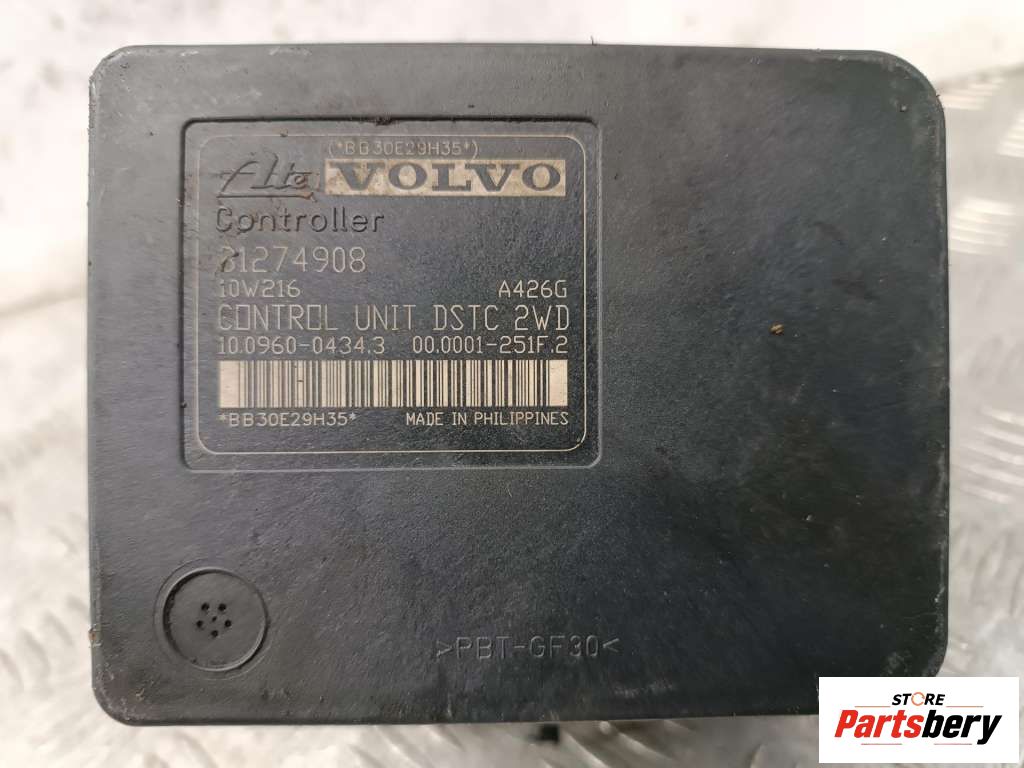 (*BB30E29H35*)
Ate VOLVO
Controller
31274908
10W216 A426G
CONTROL UNIT DSTC 2WD
10.0960-0434.3 00.0001-251F.2
*BB30E29H35* MADE IN PHILIPPINES
>PBT-GF30<
STORE
Partsbery